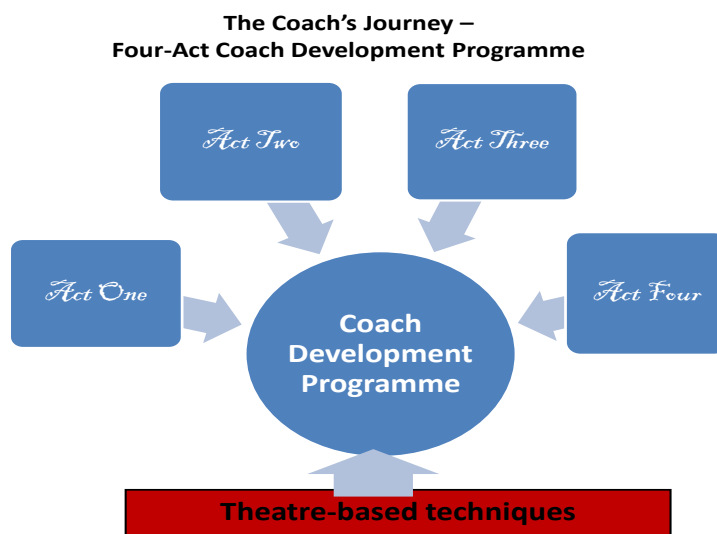 The Coach’s Journey –
Four-Act Coach Development Programme
Act Two
Act Three
Act One
Act Four
Coach
Development
Programme
Theatre-based techniques